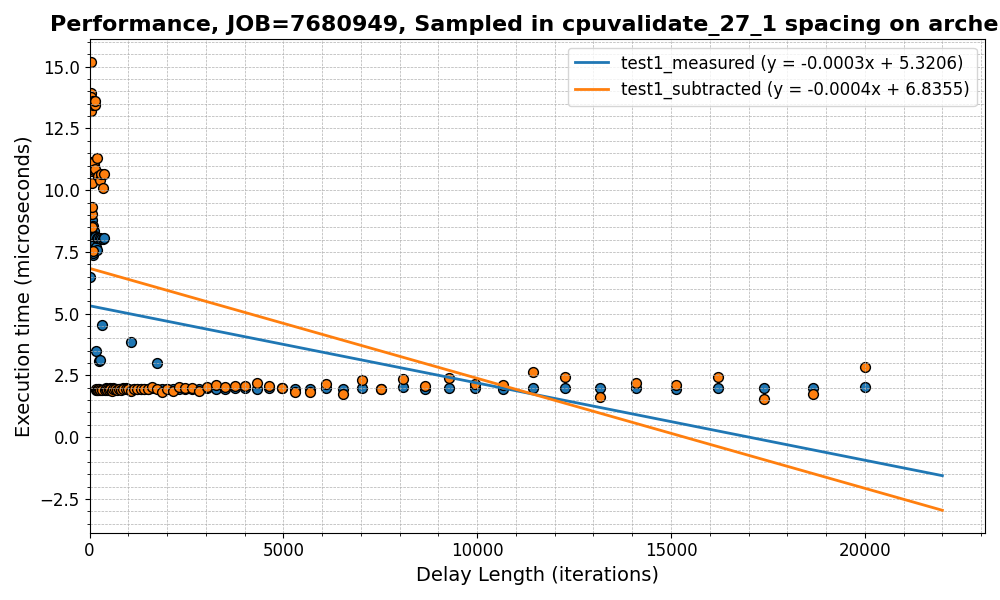 Performance, JOB=7680949, Sampled in cpuvalidate_27_1 spacing on arche
test1_measured (y = -0.0003x + 5.3206)
test1_subtracted (y = -0.0004x + 6.8355)
Execution time (microseconds)
15.0
12.5
10.0
7.5
5.0
2.5
0.0
−2.5
0 5000 10000 15000 20000
Delay Length (iterations)